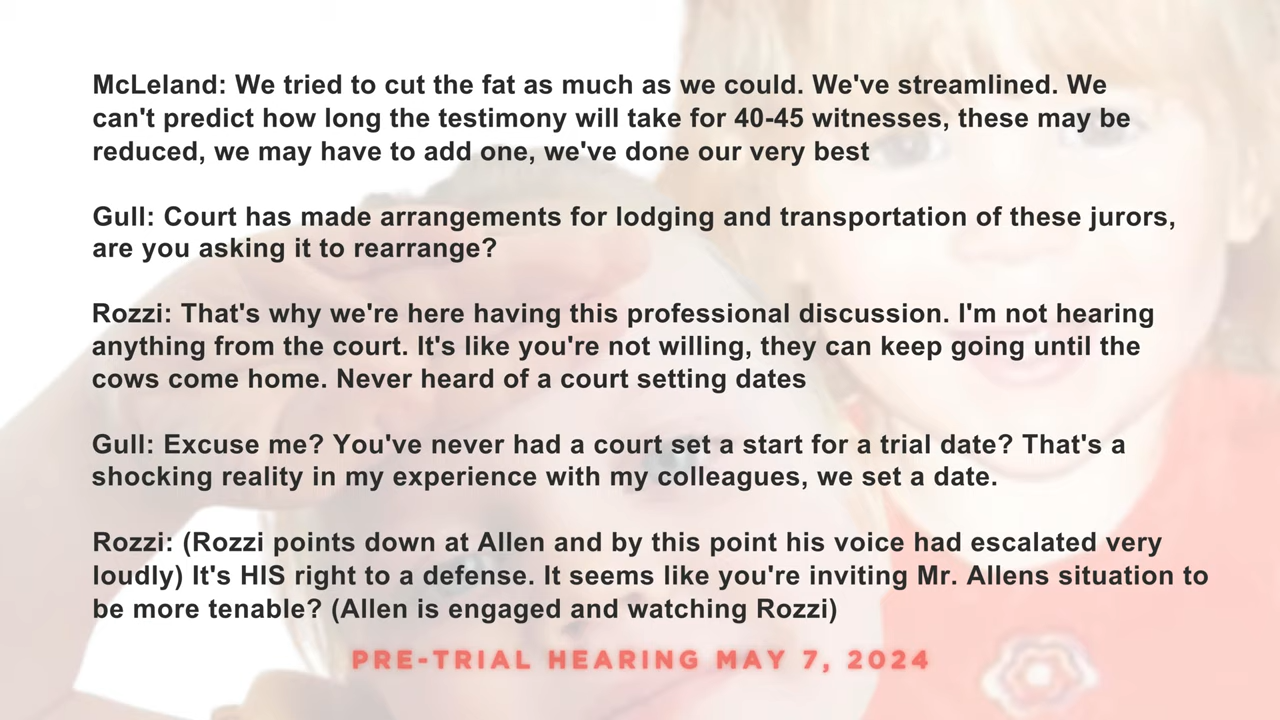 McLeland: We tried to cut the fat as much as we could. We've streamlined. We
can't predict how long the testimony will take for 40-45 witnesses, these may be
reduced, we may have to add one, we've done our very best
Gull: Court has made arrangements for lodging and transportation of these jurors,
are you asking it to rearrange?
Rozzi: That's why we're here having this professional discussion. I'm not hearing
anything from the court. It's like you're not willing, they can keep going until the
cows come home. Never heard of a court setting dates
Gull: Excuse me? You've never had a court set a start for a trial date? That's a
shocking reality in my experience with my colleagues, we set a date.
Rozzi: (Rozzi points down at Allen and by this point his voice had escalated very
loudly) It's HIS right to a defense. It seems like you're inviting Mr. Allens situation to
be more tenable? (Allen is engaged and watching Rozzi)
PRE-TRIAL HEARING MAY 7, 2024